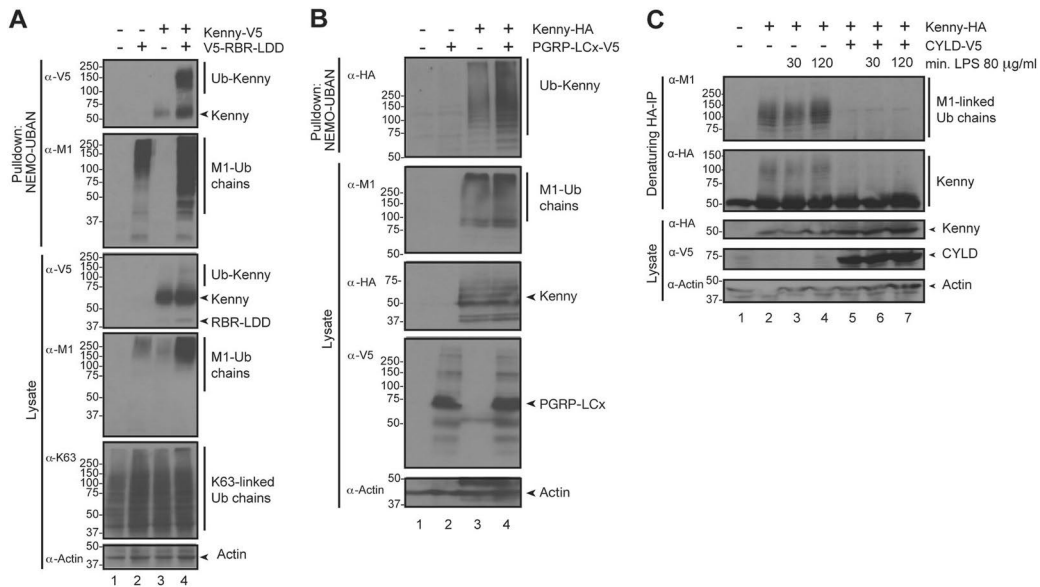 A
- - + + Kenny-V5
- + - + V5-RBR-LDD
Pulldown:
NEMO-UBAN
α-V5
250
150
100
75
50
Ub-Kenny
Kenny
α-M1
250
150
100
75
50
37
M1-Ub
chains
Lysate
α-V5
250
150
100
75
50
37
Ub-Kenny
Kenny
RBR-LDD
α-M1
250
150
100
75
50
37
M1-Ub
chains
α-K63
250
150
100
75
50
37
K63-linked
Ub chains
α-Actin
50
37
Actin
1 2 3 4
B
- - + + Kenny-HA
- + - + PGRP-LCx-V5
Pulldown:
NEMO-UBAN
α-HA
250
150
100
75
50
Ub-Kenny
Lysate
α-M1
250
150
100
75
50
M1-Ub
chains
α-HA
75
50
37
Kenny
α-V5
250
150
100
75
50
PGRP-LCx
α-Actin
50
37
Actin
1 2 3 4
C
- + + + + + + Kenny-HA
- - - - + + + CYLD-V5
30 120 30 120 min. LPS 80 μg/ml
Denaturing HA-IP
α-M1
250
150
100
75
M1-linked
Ub chains
α-HA
150
100
75
50
Kenny
Lysate
α-HA
50
Kenny
α-V5
75
CYLD
α-Actin
50
37
Actin
1 2 3 4 5 6 7